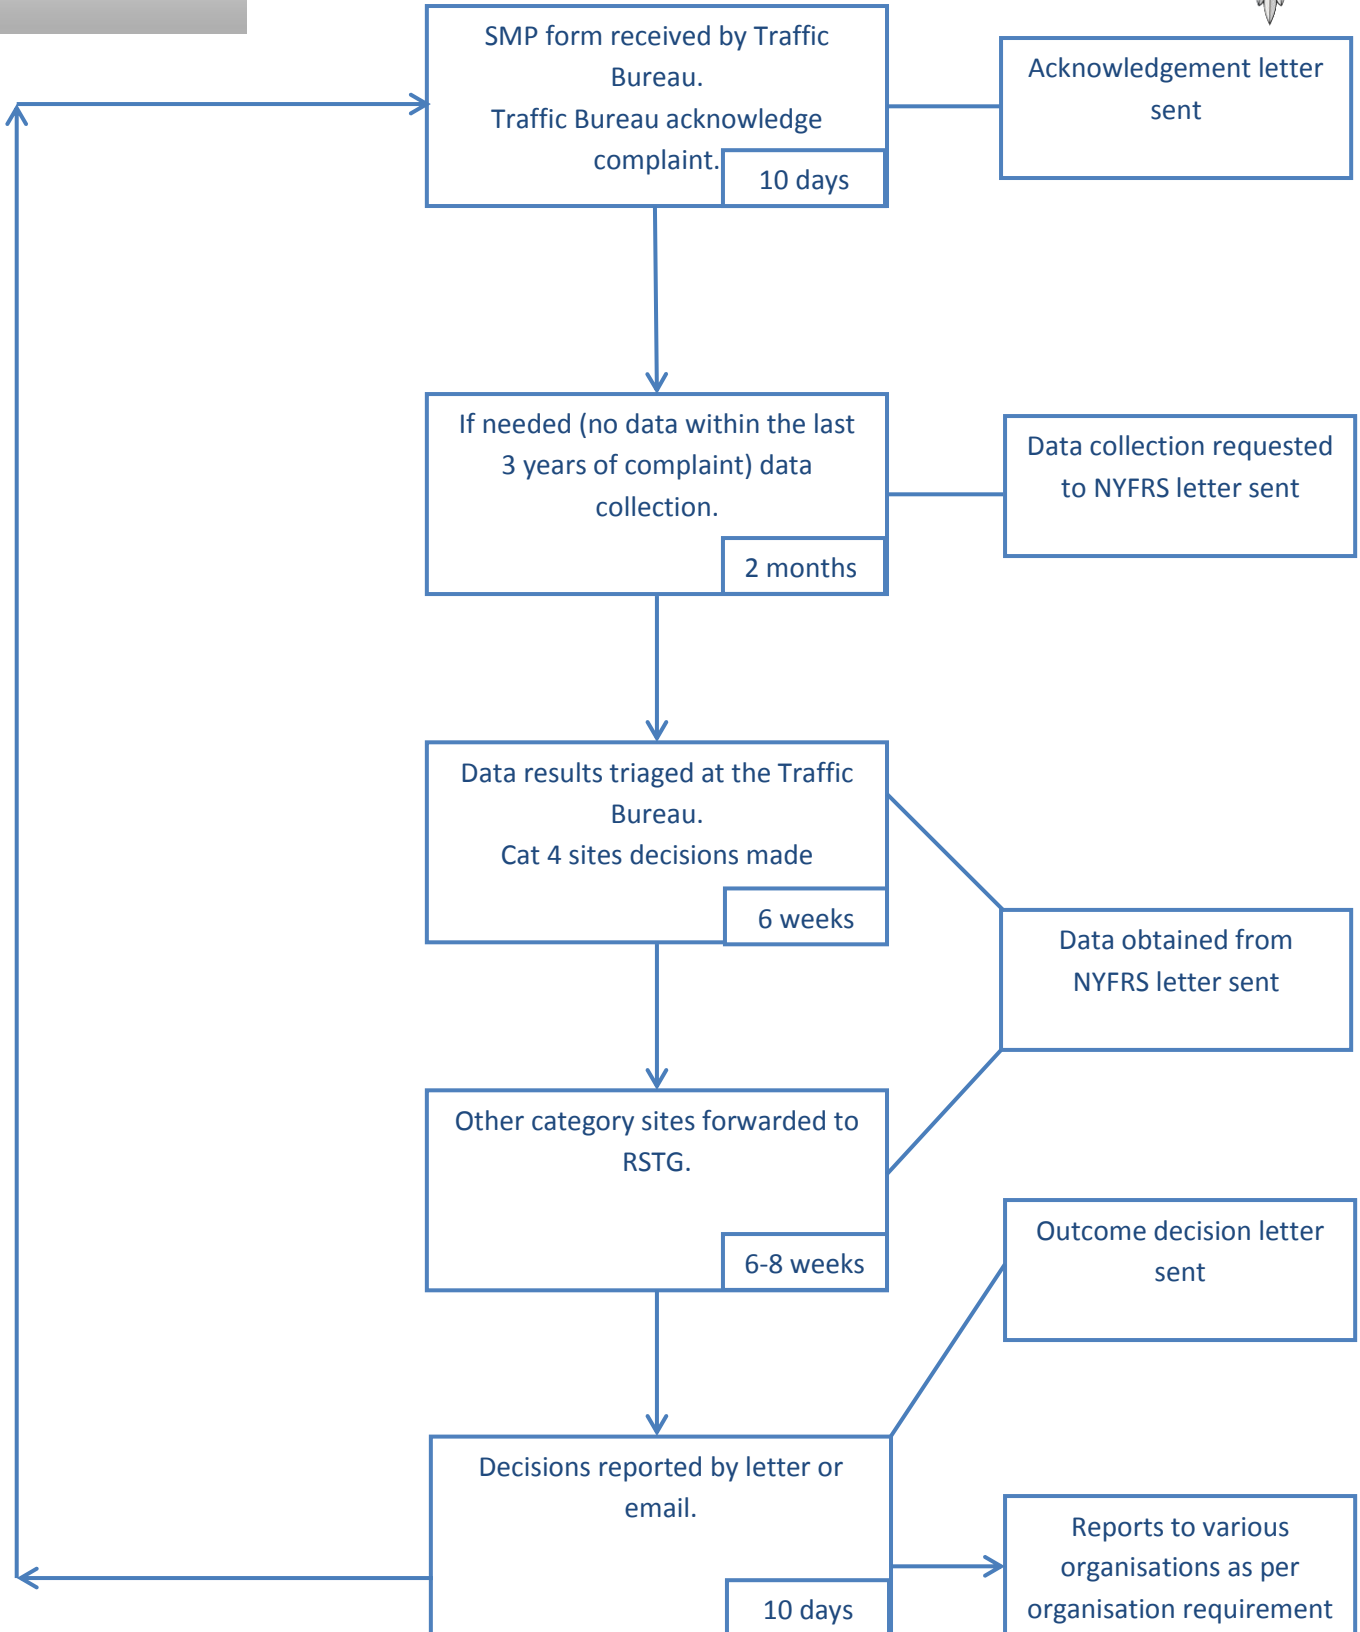 SMP form received by Traffic
Bureau.
Traffic Bureau acknowledge
complaint.
10 days
Acknowledgement letter
sent
If needed (no data within the last
3 years of complaint) data
collection.
2 months
Data collection requested
to NYFRS letter sent
Data results triaged at the Traffic
Bureau.
Cat 4 sites decisions made
6 weeks
Data obtained from
NYFRS letter sent
Other category sites forwarded to
RSTG.
6-8 weeks
Outcome decision letter
sent
Decisions reported by letter or
email.
10 days
Reports to various
organisations as per
organisation requirement